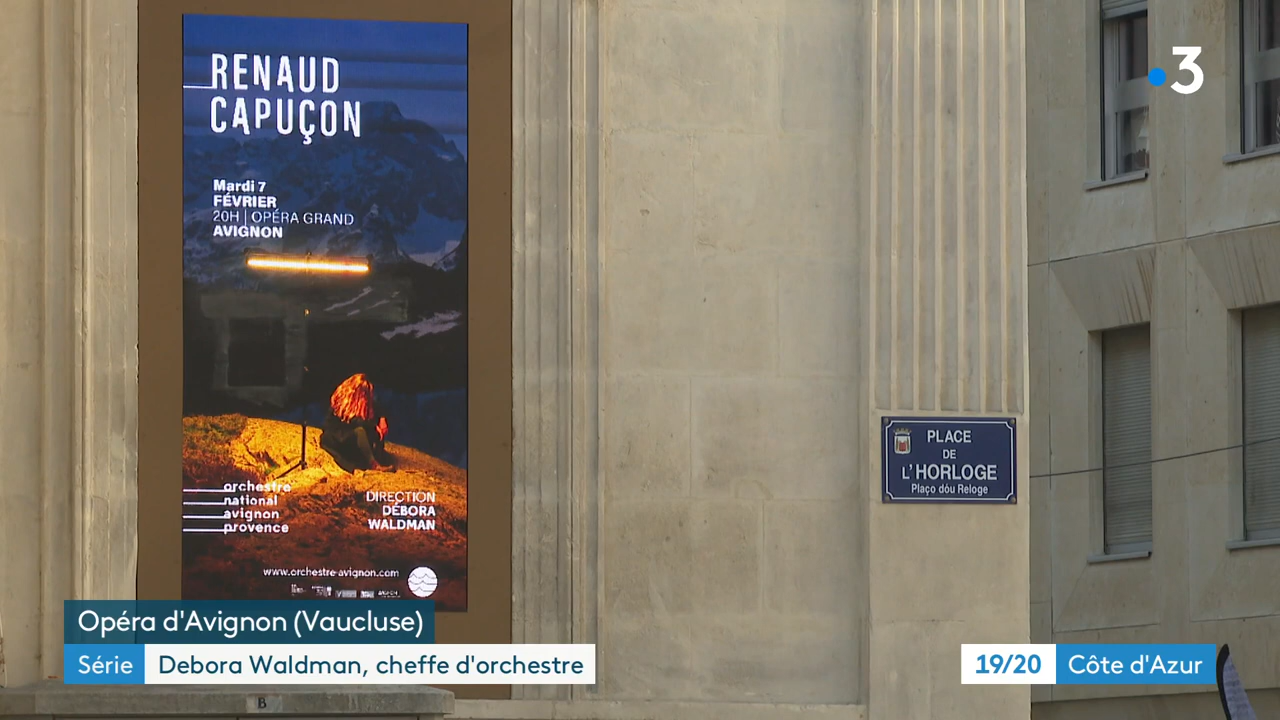 RENAUD
CAPUÇON
Mardi 7
FÉVRIER
20H | OPÉRA GRAND
AVIGNON
orchestre
national
avignon
provence
DIRECTION
DÉBORA
WALDMAN
www.orchestre-avignon.com
PLACE
DE
L'HORLOGE
Plaço dóu Reloge
3
Opéra d'Avignon (Vaucluse)
Série Debora Waldman, cheffe d'orchestre
19/20 Côte d'Azur
B